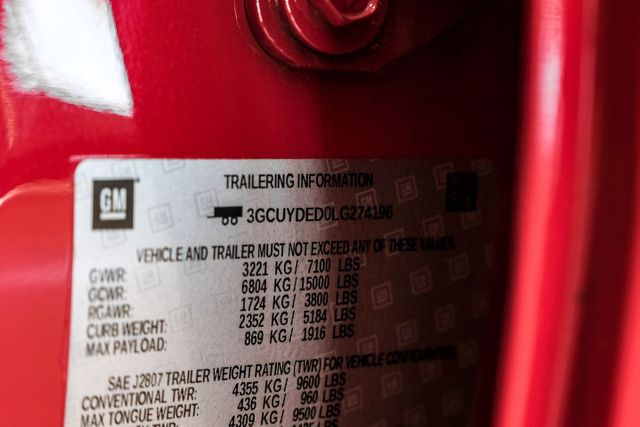 GM
TRAILERING INFORMATION
3GCUYDED0LG274196
VEHICLE AND TRAILER MUST NOT EXCEED ANY OF THESE VALUES
GVWR: 3221 KG/ 7100 LBS
GCWR: 6804 KG/15000 LBS
RGAWR: 1724 KG/ 3800 LBS
CURB WEIGHT: 2352 KG/ 5184 LBS
MAX PAYLOAD: 869 KG/ 1916 LBS
SAE J2807 TRAILER WEIGHT RATING (TWR) FOR VEHICLE CONFIGURATION
CONVENTIONAL TWR: 4355 KG/ 9600 LBS
MAX TONGUE WEIGHT: 436 KG/ 960 LBS
4309 KG/ 9500 LBS